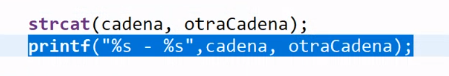 strcat(cadena, otraCadena);
printf("%s - %s",cadena, otraCadena);